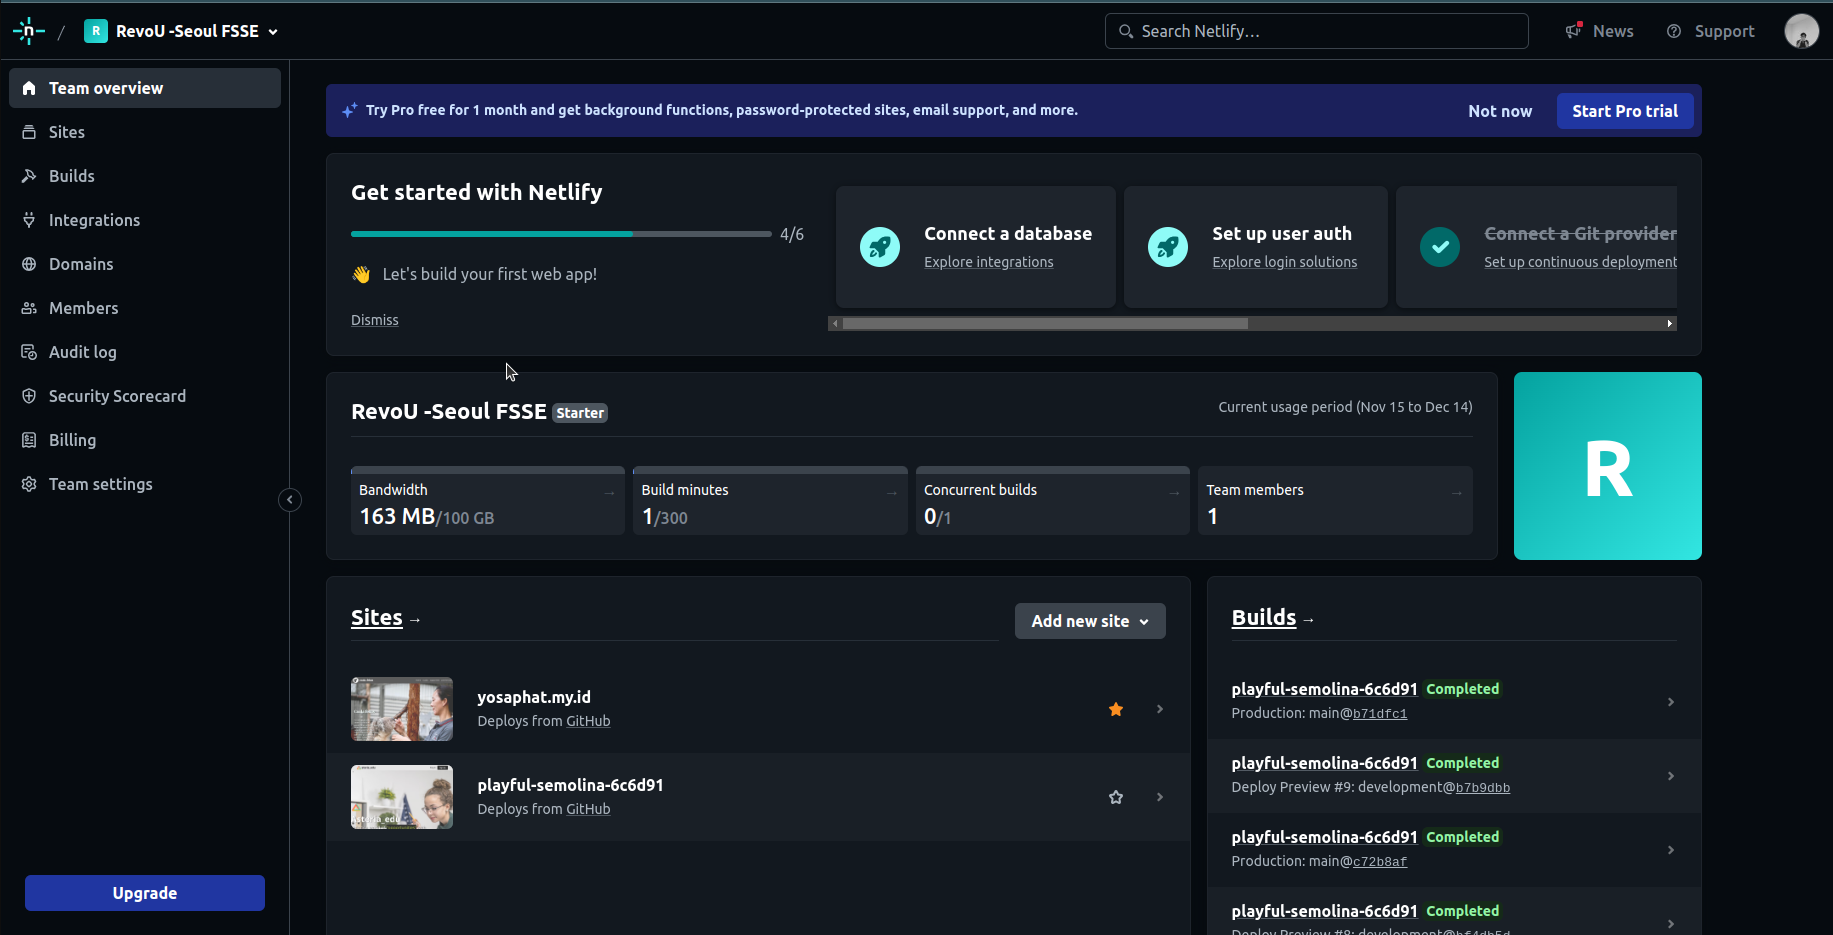 n / R RevoU -Seoul FSSE
Search Netlify…
News
Support
Team overview
Sites
Builds
Integrations
Domains
Members
Audit log
Security Scorecard
Billing
Team settings
Upgrade
Try Pro free for 1 month and get background functions, password-protected sites, email support, and more.
Not now
Start Pro trial
Get started with Netlify
4/6
👋 Let's build your first web app!
Dismiss
Connect a database
Explore integrations
Set up user auth
Explore login solutions
Connect a Git provider
Set up continuous deployment
RevoU -Seoul FSSE Starter
Current usage period (Nov 15 to Dec 14)
Bandwidth →
163 MB/100 GB
Build minutes →
1/300
Concurrent builds →
0/1
Team members →
1
R
Sites →
Add new site
yosaphat.my.id
Deploys from GitHub
playful-semolina-6c6d91
Deploys from GitHub
Builds →
playful-semolina-6c6d91 Completed
Production: main@b71dfc1
playful-semolina-6c6d91 Completed
Deploy Preview #9: development@b7b9dbb
playful-semolina-6c6d91 Completed
Production: main@c72b8af
playful-semolina-6c6d91 Completed
Deploy Preview #8: development@bf4db5d